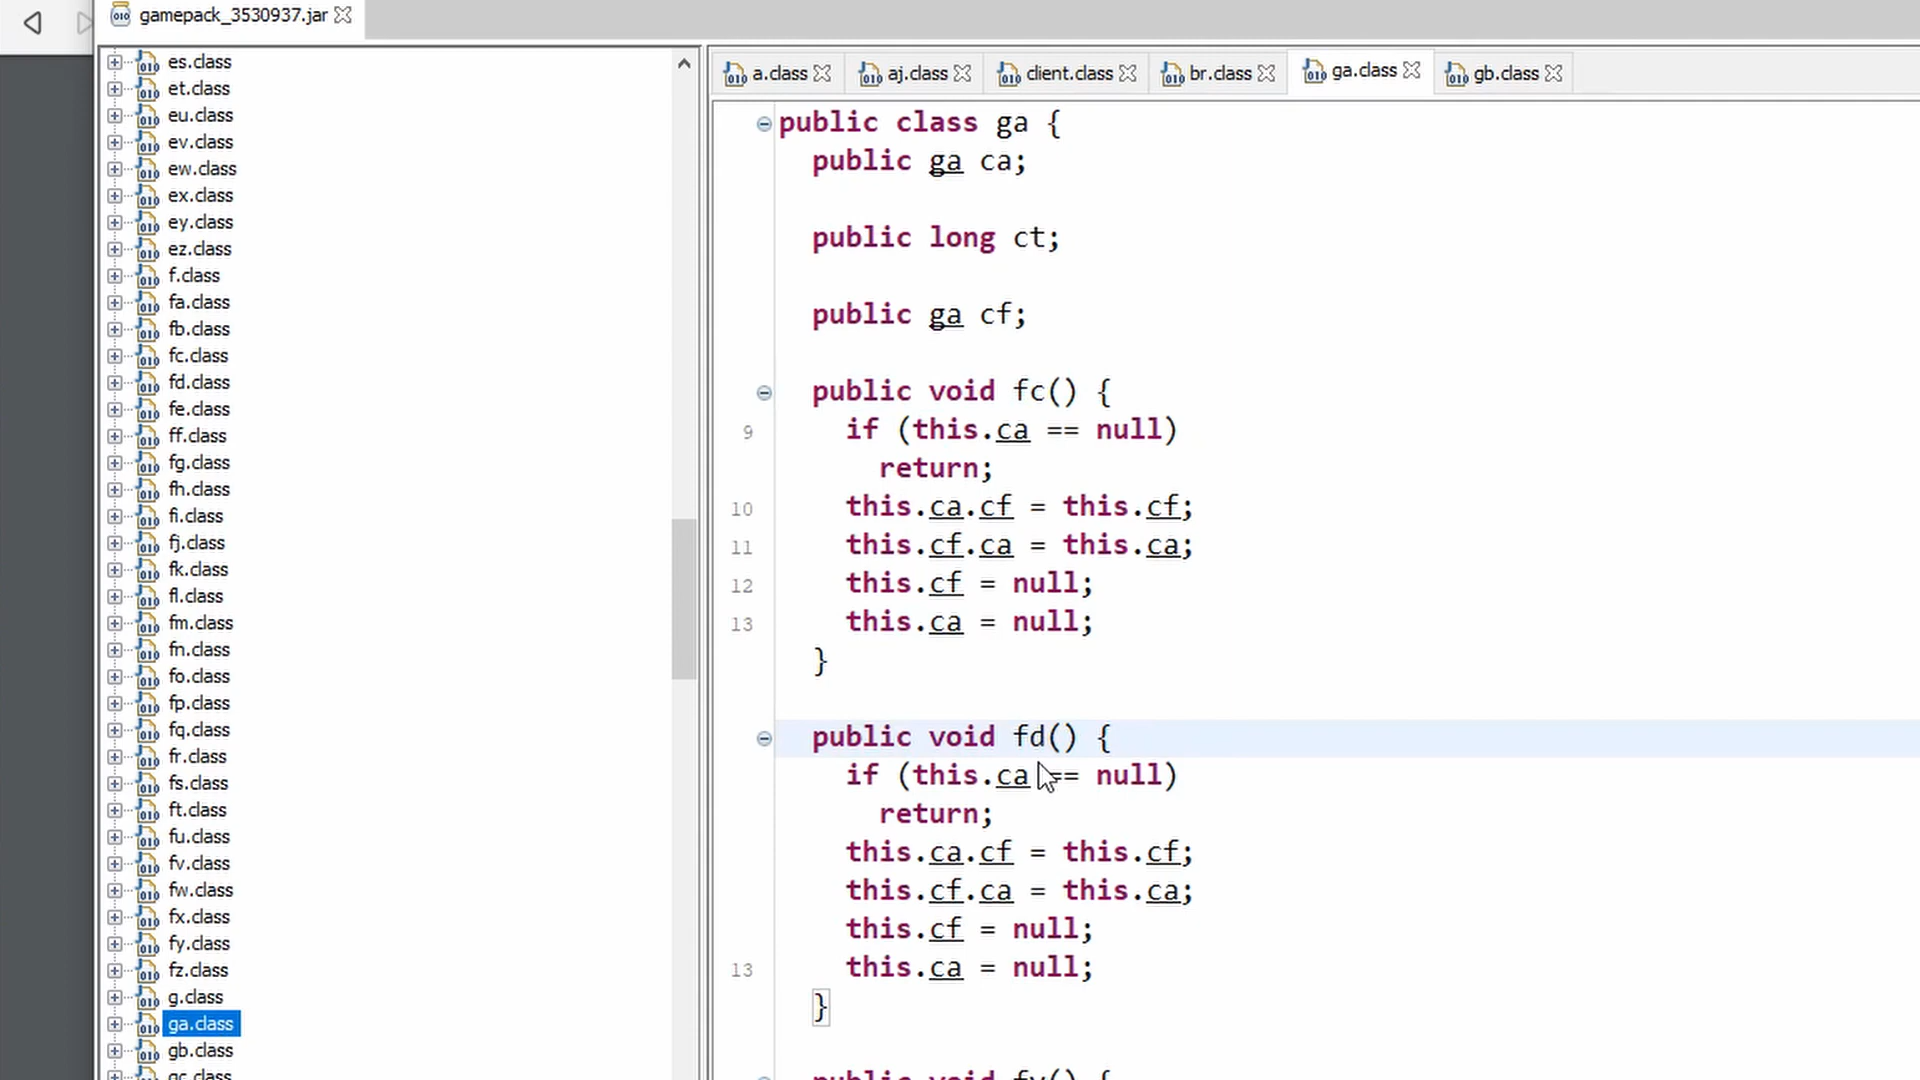 gamepack_3530937.jar
es.class
et.class
eu.class
ev.class
ew.class
ex.class
ey.class
ez.class
f.class
fa.class
fb.class
fc.class
fd.class
fe.class
ff.class
fg.class
fh.class
fi.class
fj.class
fk.class
fl.class
fm.class
fn.class
fo.class
fp.class
fq.class
fr.class
fs.class
ft.class
fu.class
fv.class
fw.class
fx.class
fy.class
fz.class
g.class
ga.class
gb.class
gc.class
a.class aj.class client.class br.class ga.class gb.class
public class ga {
public ga ca;
public long ct;
public ga cf;
public void fc() {
9 if (this.ca == null)
return;
10 this.ca.cf = this.cf;
11 this.cf.ca = this.ca;
12 this.cf = null;
13 this.ca = null;
}
public void fd() {
if (this.ca == null)
return;
this.ca.cf = this.cf;
this.cf.ca = this.ca;
this.cf = null;
13 this.ca = null;
}
public void fy() {